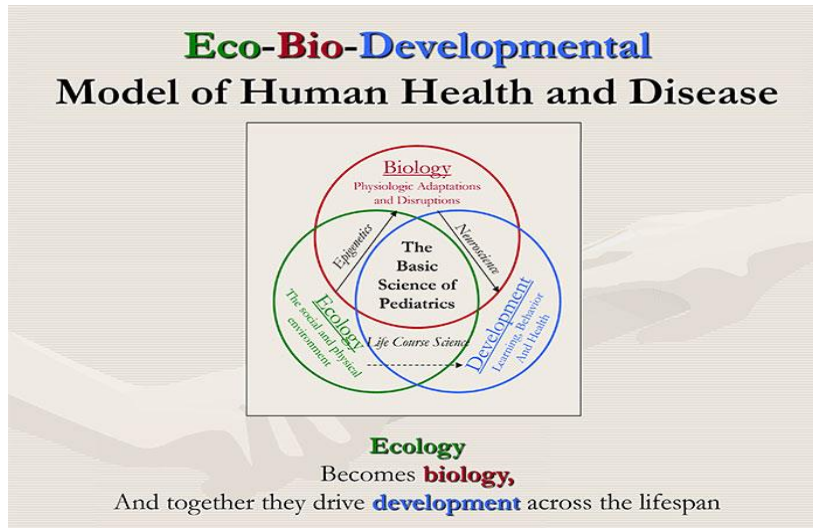 Eco-Bio-Developmental
Model of Human Health and Disease
Biology
Physiologic Adaptations
and Disruptions
Epigenetics
Neuroscience
The
Basic
Science of
Pediatrics
Ecology
The social and physical
environment
Development
Learning, Behavior
And Health
Life Course Science
Ecology
Becomes biology,
And together they drive development across the lifespan